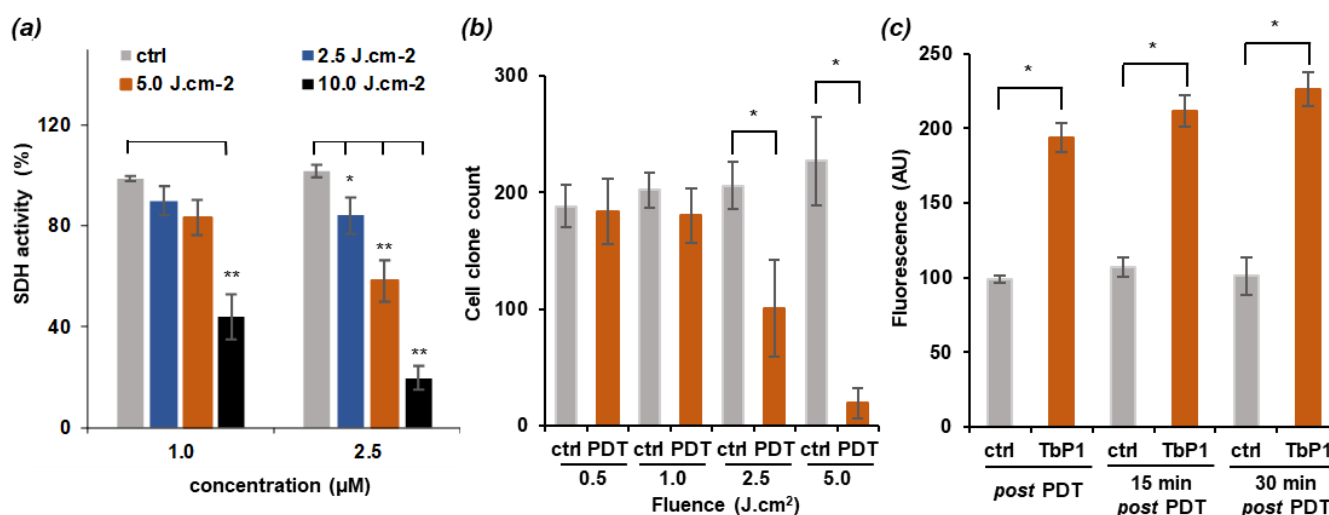 (a)
ctrl
2.5 J.cm-2
5.0 J.cm-2
10.0 J.cm-2
SDH activity (%)
120
80
40
0
*
**
**
**
1.0
2.5
concentration (µM)
(b)
Cell clone count
300
200
100
0
*
*
ctrl PDT ctrl PDT ctrl PDT ctrl PDT
0.5 1.0 2.5 5.0
Fluence (J.cm²)
(c)
Fluorescence (AU)
250
200
150
100
50
0
*
*
*
ctrl TbP1 ctrl TbP1 ctrl TbP1
post PDT
15 min
post PDT
30 min
post PDT